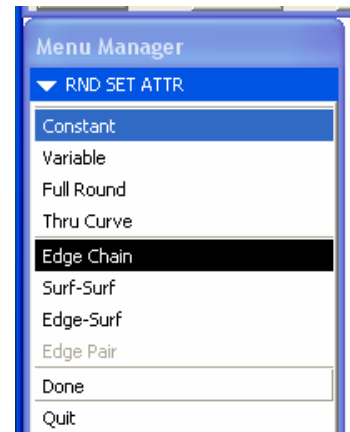 Menu Manager
RND SET ATTR
Constant
Variable
Full Round
Thru Curve
Edge Chain
Surf-Surf
Edge-Surf
Edge Pair
Done
Quit